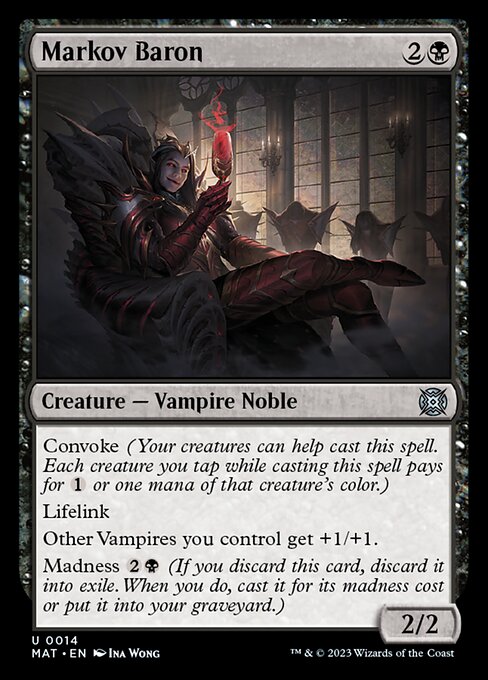 Markov Baron 2
Creature — Vampire Noble
Convoke (Your creatures can help cast this spell.
Each creature you tap while casting this spell pays
for 1 or one mana of that creature's color.)
Lifelink
Other Vampires you control get +1/+1.
Madness 2 (If you discard this card, discard it
into exile. When you do, cast it for its madness cost
or put it into your graveyard.)
2/2
U 0014
MAT • EN Ina Wong
™ & © 2023 Wizards of the Coast